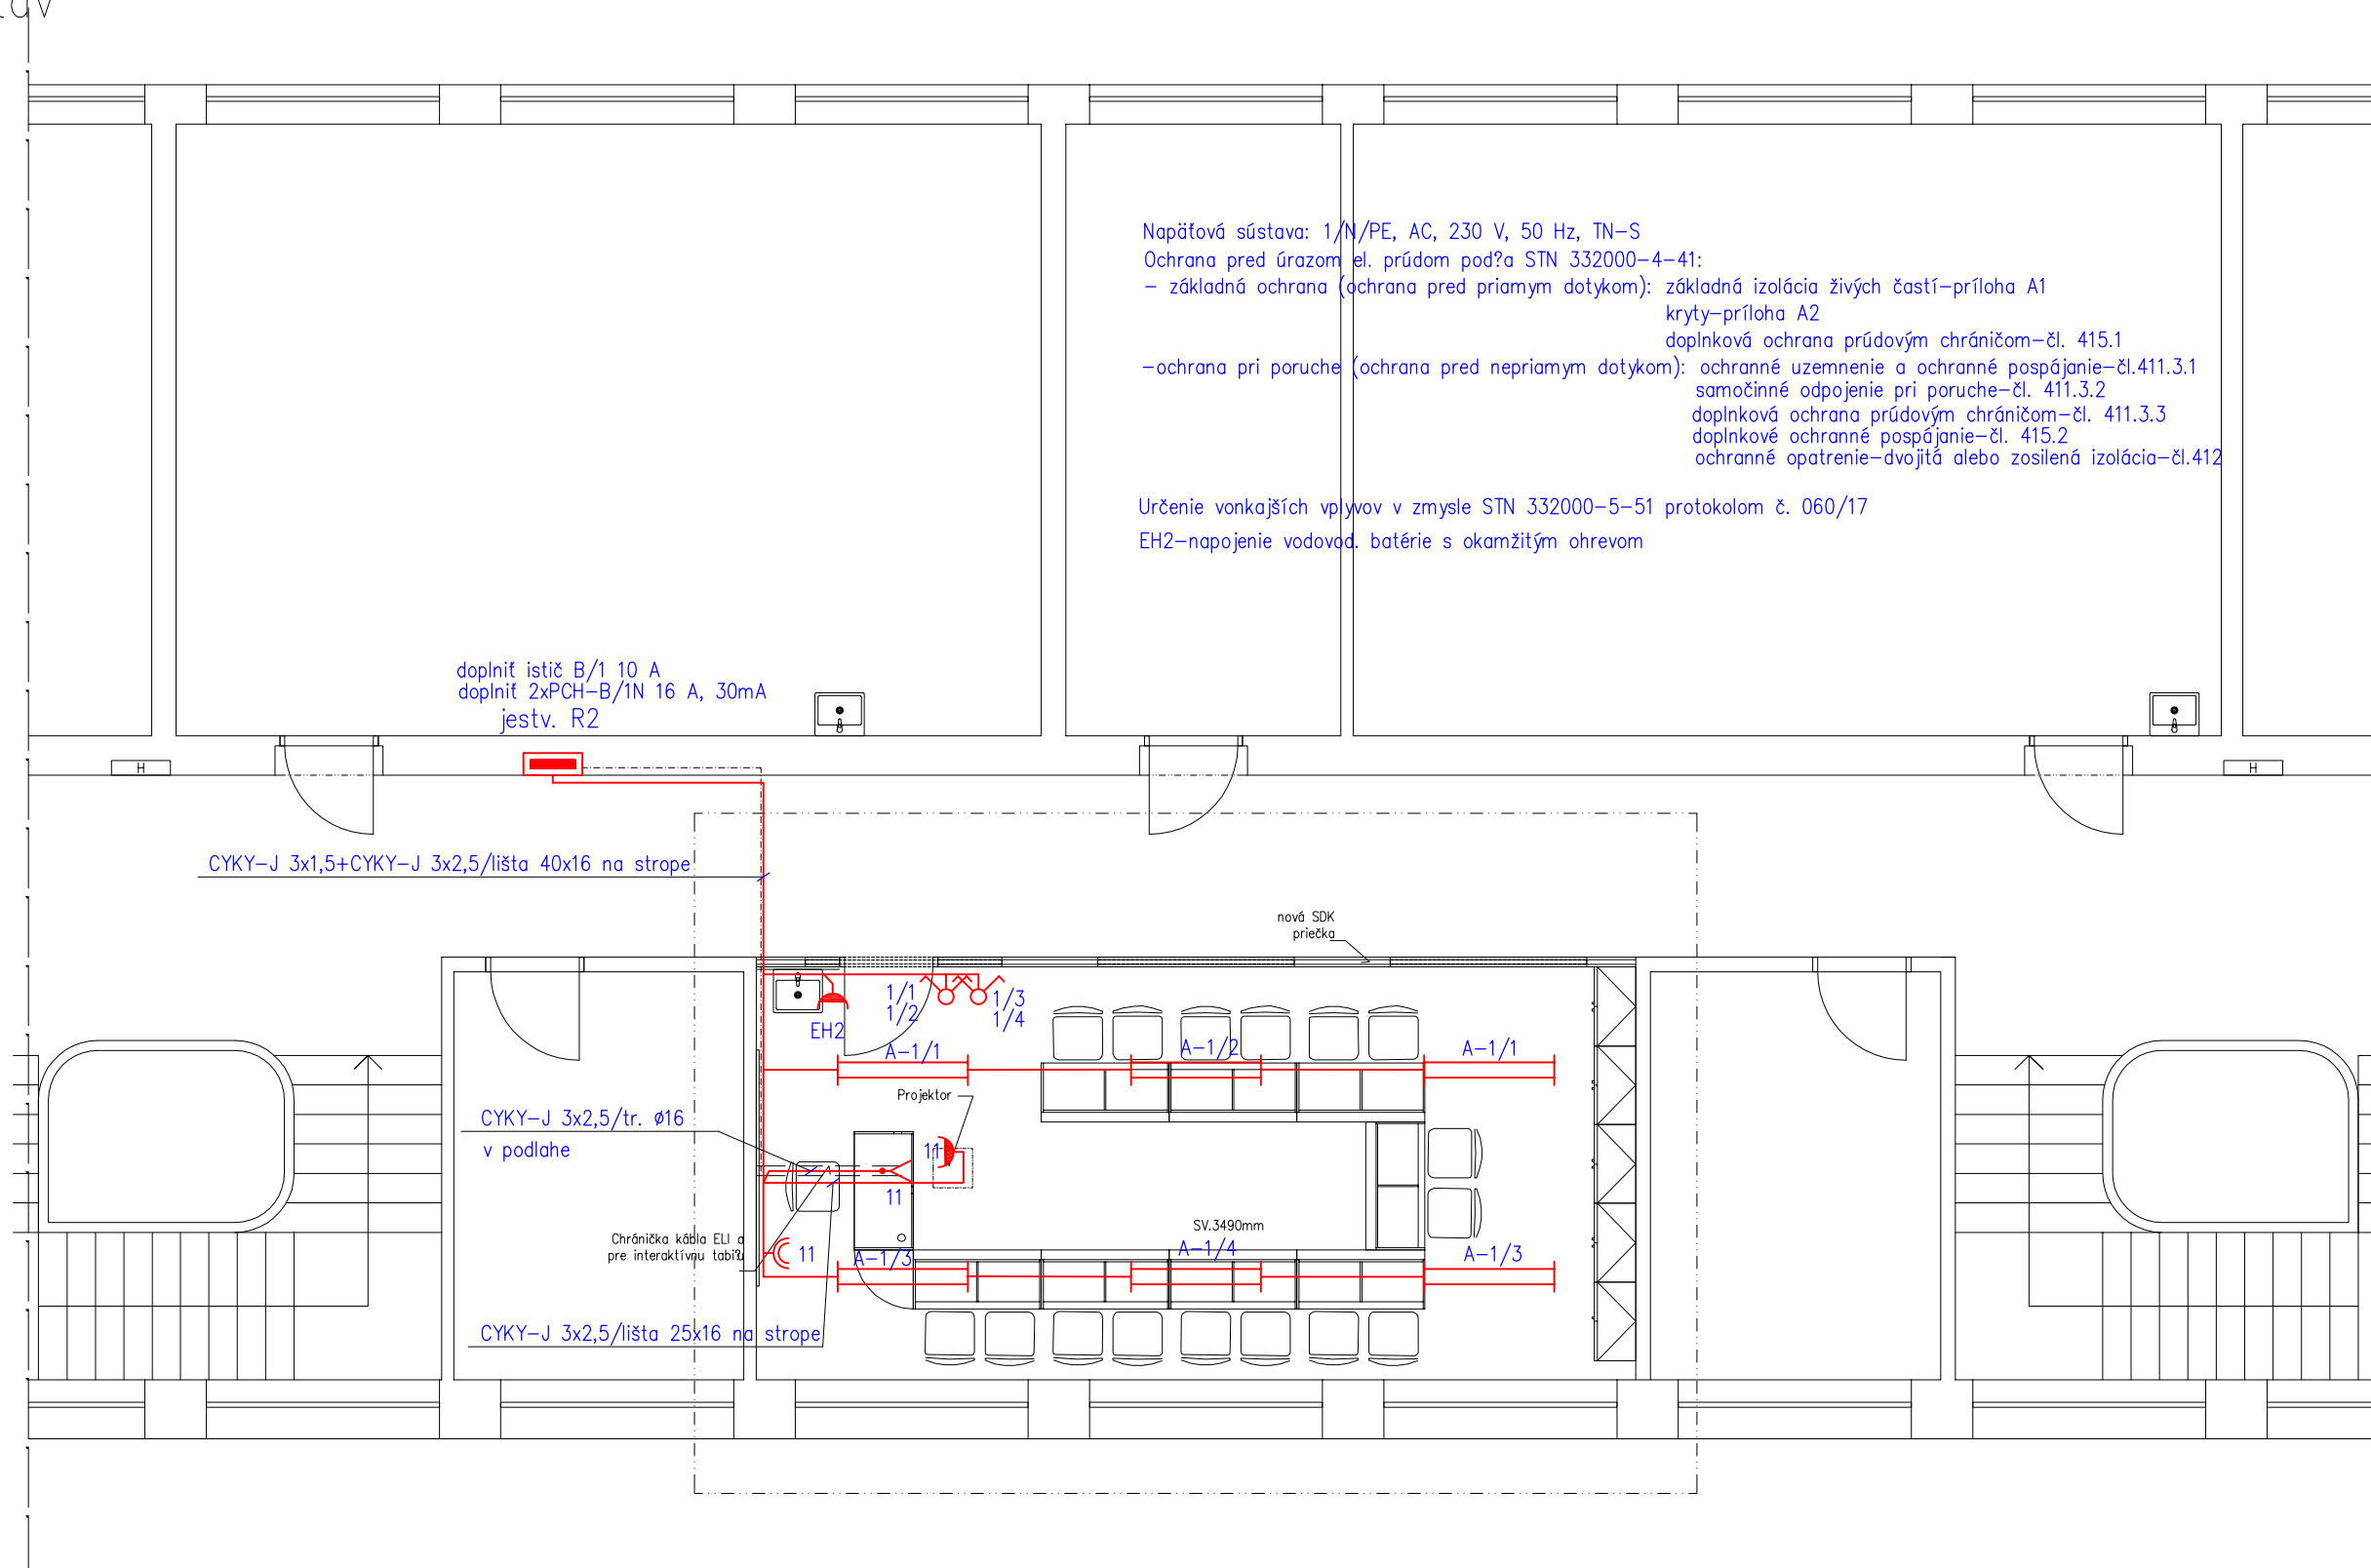 Napäťová sústava: 1/N/PE, AC, 230 V, 50 Hz, TN-S
Ochrana pred úrazom el. prúdom pod?a STN 332000-4-41:
- základná ochrana (ochrana pred priamym dotykom): základná izolácia živých častí-príloha A1
kryty-príloha A2
doplnková ochrana prúdovým chráničom-čl. 415.1
-ochrana pri poruche (ochrana pred nepriamym dotykom): ochranné uzemnenie a ochranné pospájanie-čl.411.3.1
samočinné odpojenie pri poruche-čl. 411.3.2
doplnková ochrana prúdovým chráničom-čl. 411.3.3
doplnkové ochranné pospájanie-čl. 415.2
ochranné opatrenie-dvojitá alebo zosilená izolácia-čl.412
Určenie vonkajších vplyvov v zmysle STN 332000-5-51 protokolom č. 060/17
EH2-napojenie vodovod. batérie s okamžitým ohrevom
doplniť istič B/1 10 A
doplniť 2xPCH-B/1N 16 A, 30mA
jestv. R2
H
H
CYKY-J 3x1,5+CYKY-J 3x2,5/lišta 40x16 na strope
nová SDK
priečka
1/1
1/2
1/3
1/4
EH2
A-1/1
A-1/2
A-1/1
Projektor
CYKY-J 3x2,5/tr. ø16
v podlahe
11
11
SV.3490mm
Chránička kábla ELI a
pre interaktívnu tabi?u
11
A-1/3
A-1/4
A-1/3
CYKY-J 3x2,5/lišta 25x16 na strope